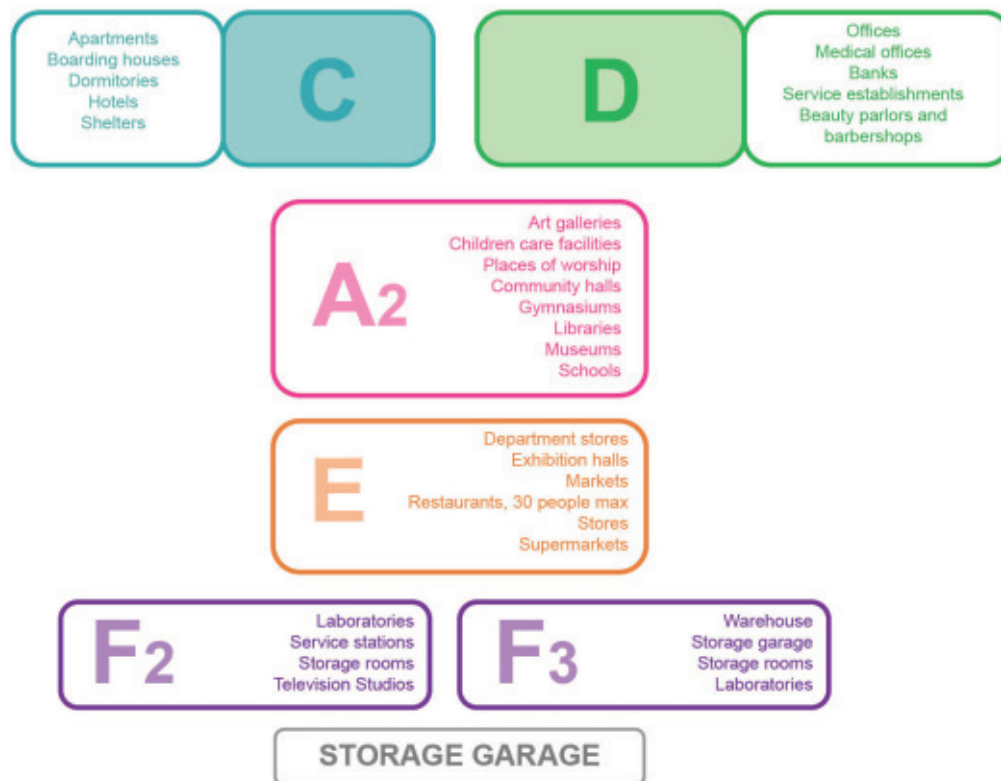 Apartments
Boarding houses
Dormitories
Hotels
Shelters
C
D
Offices
Medical offices
Banks
Service establishments
Beauty parlors and
barbershops
A2
Art galleries
Children care facilities
Places of worship
Community halls
Gymnasiums
Libraries
Museums
Schools
E
Department stores
Exhibition halls
Markets
Restaurants, 30 people max
Stores
Supermarkets
F2
Laboratories
Service stations
Storage rooms
Television Studios
F3
Warehouse
Storage garage
Storage rooms
Laboratories
STORAGE GARAGE